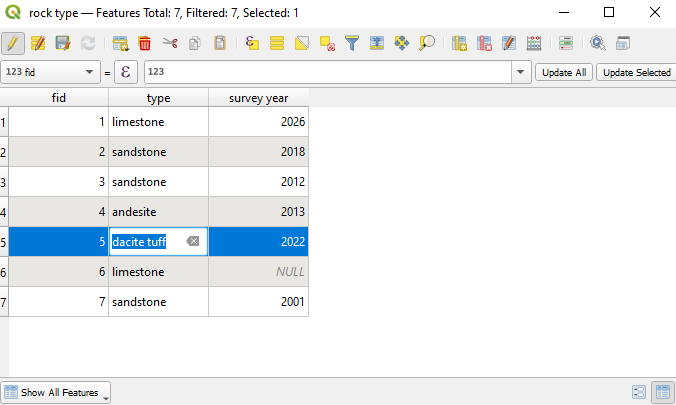 rock type — Features Total: 7, Filtered: 7, Selected: 1
123 fid = ε 123 Update All Update Selected
fid type survey year
1 1 limestone 2026
2 2 sandstone 2018
3 3 sandstone 2012
4 4 andesite 2013
5 5 dacite tuff 2022
6 6 limestone NULL
7 7 sandstone 2001
Show All Features